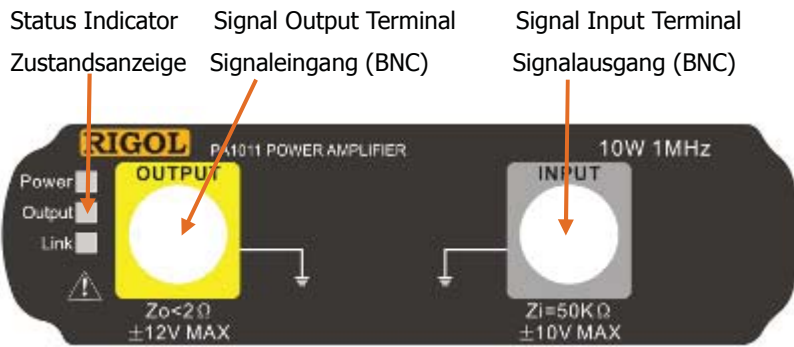 Status Indicator Signal Output Terminal Signal Input Terminal
Zustandsanzeige Signaleingang (BNC) Signalausgang (BNC)
RIGOL PA1011 POWER AMPLIFIER 10W 1MHz
Power OUTPUT INPUT
Output
Link
Zo<2Ω Zi=50KΩ
±12V MAX ±10V MAX